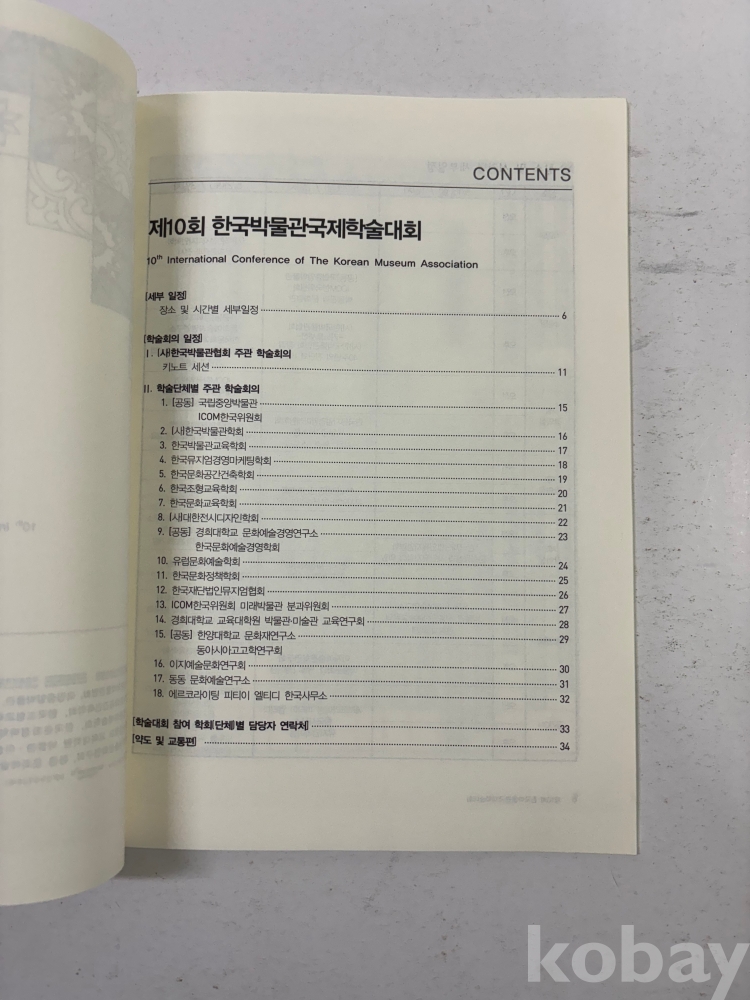 CONTENTS
제10회 한국박물관국제학술대회
10th International Conference of The Korean Museum Association
[세부 일정]
장소 및 시간별 세부일정 6
[학술회의 일정]
I. [사]한국박물관협회 주관 학술회의
키노트 세션 11
II. 학술단체별 주관 학술회의
1. [공동] 국립중앙박물관 15
ICOM한국위원회
2. [사]한국박물관학회 16
3. 한국박물관교육학회 17
4. 한국뮤지엄경영마케팅학회 18
5. 한국문화공간건축학회 19
6. 한국조형교육학회 20
7. 한국문화교육학회 21
8. [사]대한전시디자인학회 22
9. [공동] 경희대학교 문화예술경영연구소 23
한국문화예술경영학회
10. 유럽문화예술학회 24
11. 한국문화정책학회 25
12. 한국재단법인뮤지엄협회 26
13. ICOM한국위원회 미래박물관 분과위원회 27
14. 경희대학교 교육대학원 박물관·미술관 교육연구회 28
15. [공동] 한양대학교 문화재연구소 29
동아시아고고학연구회
16. 이지예술문화연구회 30
17. 동동 문화예술연구소 31
18. 에르코라이팅 피티이 엘티디 한국사무소 32
[학술대회 참여 학회[단체]별 담당자 연락처] 33
[약도 및 교통편] 34
kobay